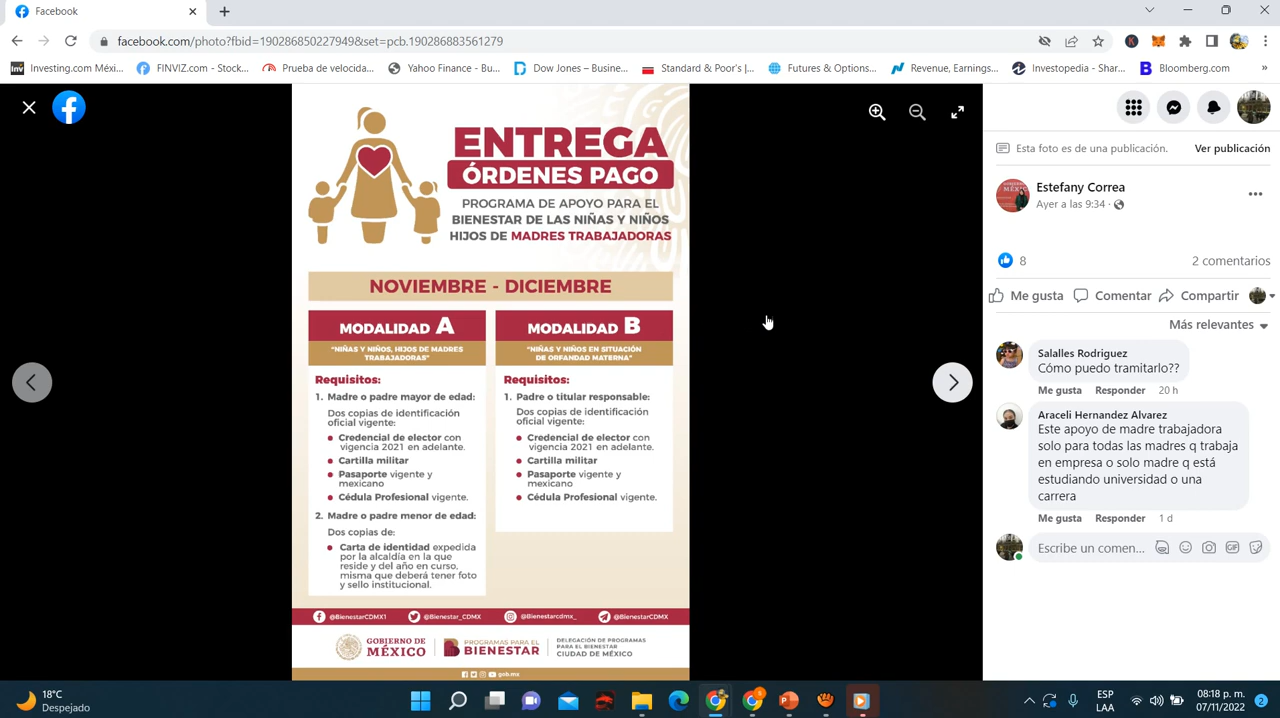 Facebook
facebook.com/photo?fbid=190286850227949&set=pcb.190286883561279
Investing.com Méxi...
FINVIZ.com - Stock...
Prueba de velocida...
Yahoo Finance - Bu...
Dow Jones – Busine...
Standard & Poor's |...
Futures & Options...
Revenue, Earnings...
Investopedia - Shar...
Bloomberg.com
»
ENTREGA
ÓRDENES PAGO
PROGRAMA DE APOYO PARA EL
BIENESTAR DE LAS NIÑAS Y NIÑOS
HIJOS DE MADRES TRABAJADORAS
NOVIEMBRE - DICIEMBRE
MODALIDAD A
"NIÑAS Y NIÑOS, HIJOS DE MADRES
TRABAJADORAS"
Requisitos:
1. Madre o padre mayor de edad:
Dos copias de identificación
oficial vigente:
• Credencial de elector con
vigencia 2021 en adelante.
• Cartilla militar
• Pasaporte vigente y
mexicano
• Cédula Profesional vigente.
2. Madre o padre menor de edad:
Dos copias de:
• Carta de identidad expedida
por la alcaldía en la que
reside y del año en curso,
misma que deberá tener foto
y sello institucional.
MODALIDAD B
"NIÑAS Y NIÑOS EN SITUACIÓN
DE ORFANDAD MATERNA"
Requisitos:
1. Padre o titular responsable:
Dos copias de identificación
oficial vigente:
• Credencial de elector con
vigencia 2021 en adelante.
• Cartilla militar
• Pasaporte vigente y
mexicano
• Cédula Profesional vigente.
@BienestarCDMX1
@Bienestar_CDMX
@Bienestarcdmx_
@BienestarCDMX
GOBIERNO DE
MÉXICO
PROGRAMAS PARA EL
BIENESTAR
DELEGACIÓN DE PROGRAMAS
PARA EL BIENESTAR
CIUDAD DE MÉXICO
gob.mx
Esta foto es de una publicación.
Ver publicación
Estefany Correa
Ayer a las 9:34 ·
8
2 comentarios
Me gusta
Comentar
Compartir
Más relevantes
Salalles Rodriguez
Cómo puedo tramitarlo??
Me gusta Responder 20 h
Araceli Hernandez Alvarez
Este apoyo de madre trabajadora
solo para todas las madres q trabaja
en empresa o solo madre q está
estudiando universidad o una
carrera
Me gusta Responder 1 d
Escribe un comen...
GIF
18°C
Despejado
ESP
LAA
08:18 p. m.
07/11/2022
2